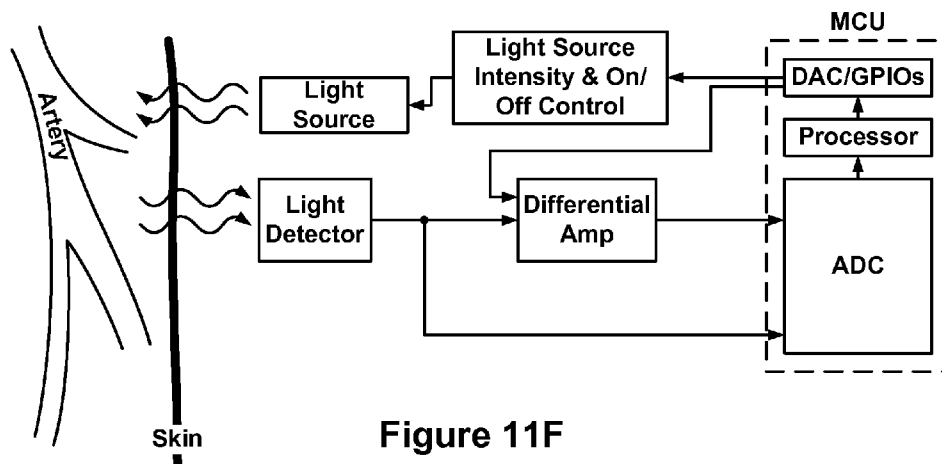 MCU
Light Source
Intensity & On/
Off Control
DAC/GPIOs
Light
Source
Processor
Artery
Light
Detector
Differential
Amp
ADC
Skin
Figure 11F